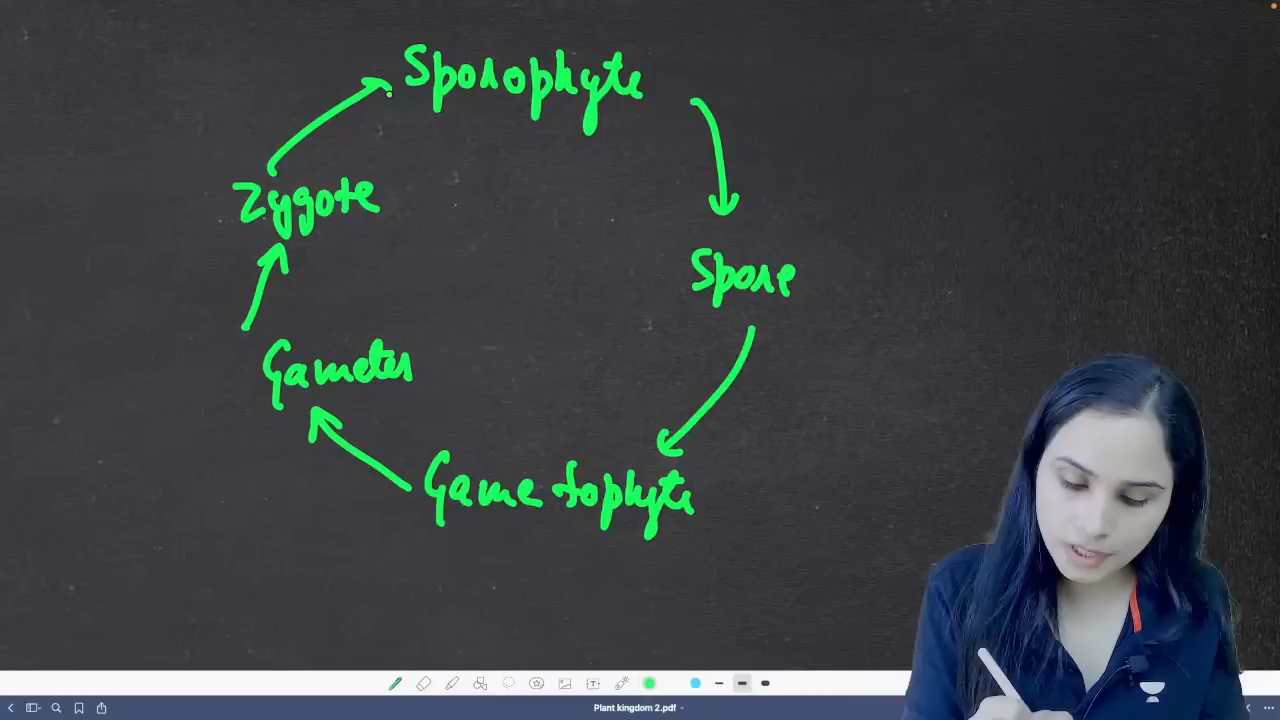 Sporophyte
Zygote
Spore
Gametes
Gametophyte
Plant kingdom 2.pdf